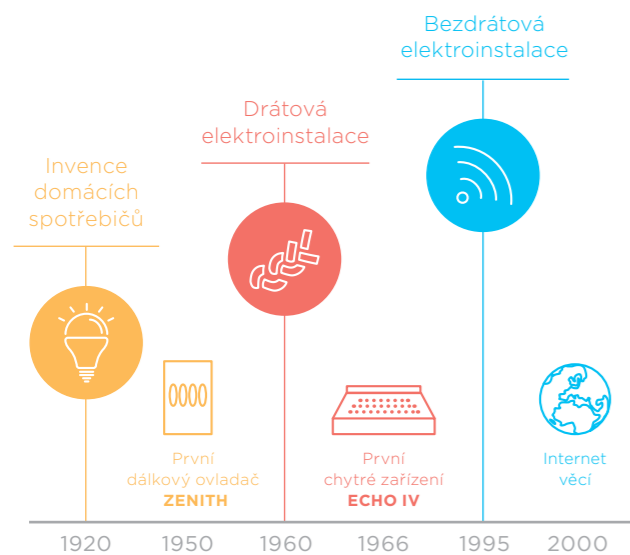 Bezdrátová
elektroinstalace
Drátová
elektroinstalace
Invence
domácích
spotřebičů
První
dálkový ovladač
ZENITH
První
chytré zařízení
ECHO IV
Internet
věcí
1920
1950
1960
1966
1995
2000